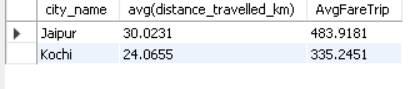 city_name avg(distance_travelled_km) AvgFareTrip
Jaipur 30.0231 483.9181
Kochi 24.0655 335.2451